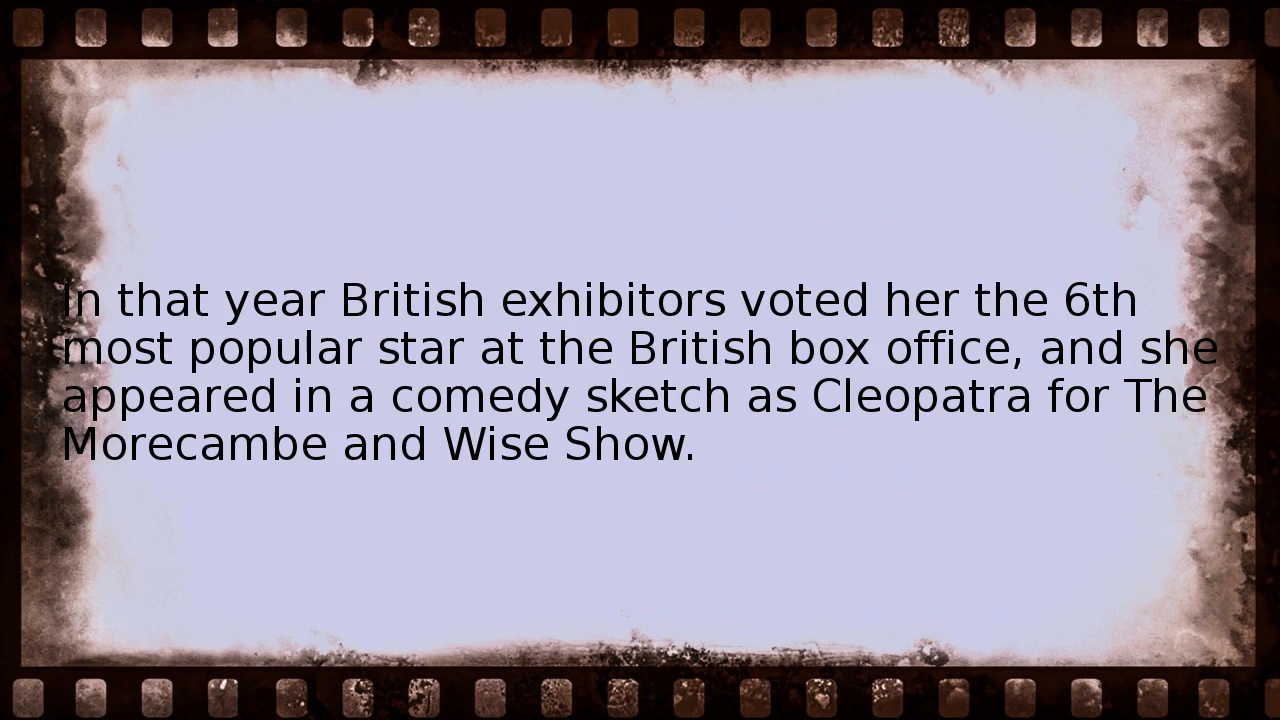 In that year British exhibitors voted her the 6th
most popular star at the British box office, and she
appeared in a comedy sketch as Cleopatra for The
Morecambe and Wise Show.